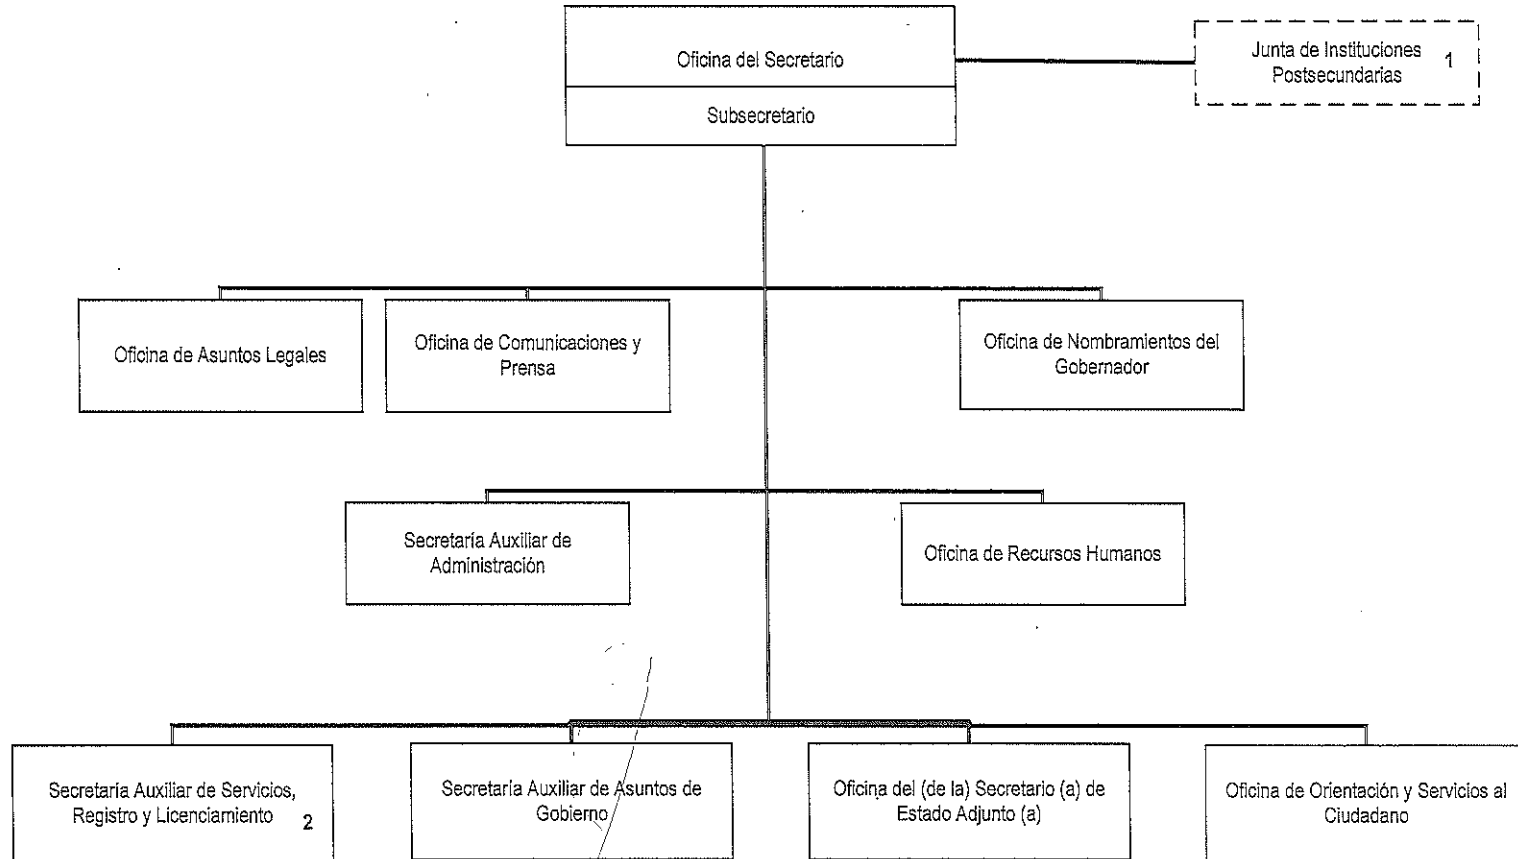 Oficina del Secretario
Subsecretario
Junta de Instituciones 1
Postsecundarias
Oficina de Asuntos Legales
Oficina de Comunicaciones y
Prensa
Oficina de Nombramientos del
Gobernador
Secretaría Auxiliar de
Administración
Oficina de Recursos Humanos
Secretaría Auxiliar de Servicios,
Registro y Licenciamiento 2
Secretaría Auxiliar de Asuntos de
Gobierno
Oficina del (de la) Secretario (a) de
Estado Adjunto (a)
Oficina de Orientación y Servicios al
Ciudadano